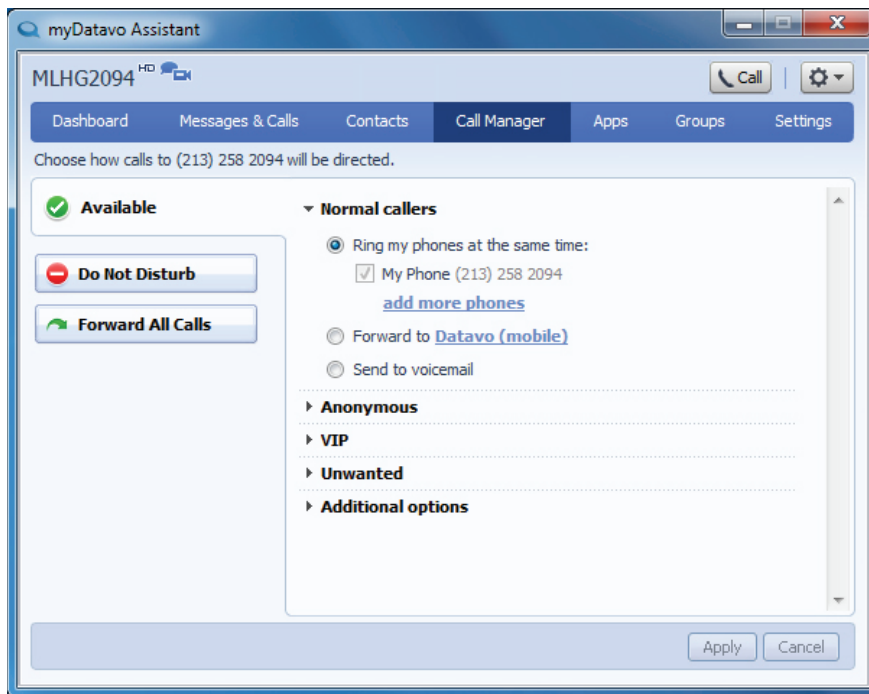 myDatavo Assistant
MLHG2094 HD
Call
Dashboard Messages & Calls Contacts Call Manager Apps Groups Settings
Choose how calls to (213) 258 2094 will be directed.
Available
Do Not Disturb
Forward All Calls
Normal callers
Ring my phones at the same time:
My Phone (213) 258 2094
add more phones
Forward to Datavo (mobile)
Send to voicemail
Anonymous
VIP
Unwanted
Additional options
Apply Cancel